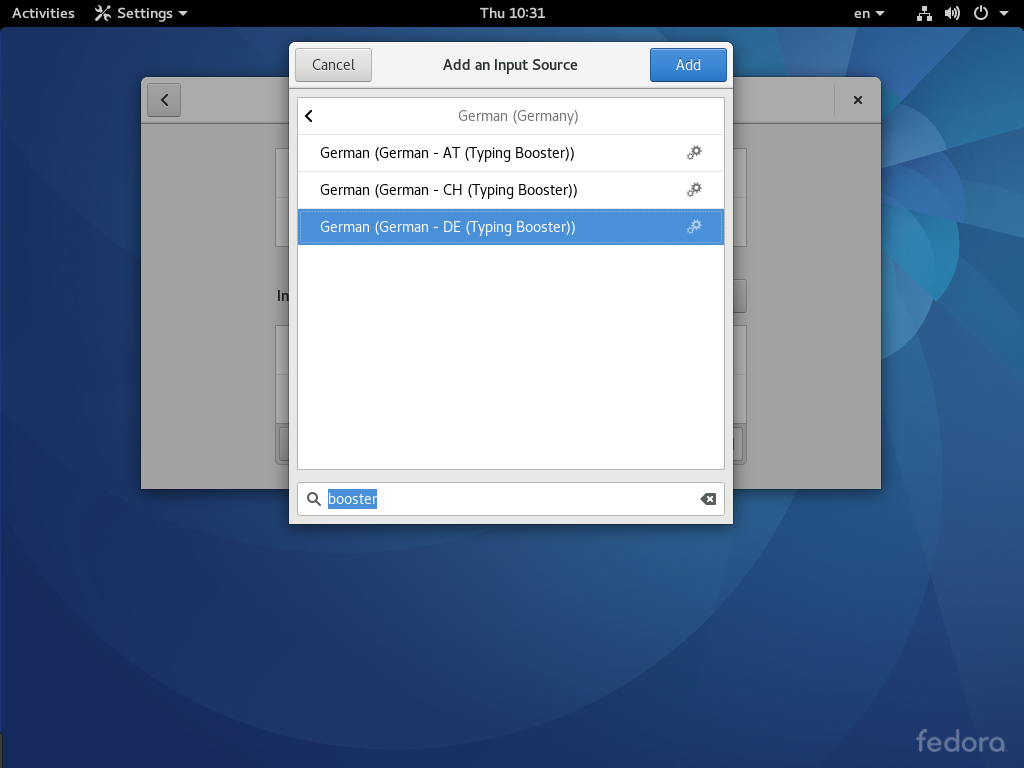 Activities Settings Thu 10:31 en
Cancel Add an Input Source Add
German (Germany)
German (German - AT (Typing Booster))
German (German - CH (Typing Booster))
German (German - DE (Typing Booster))
In
booster
fedora